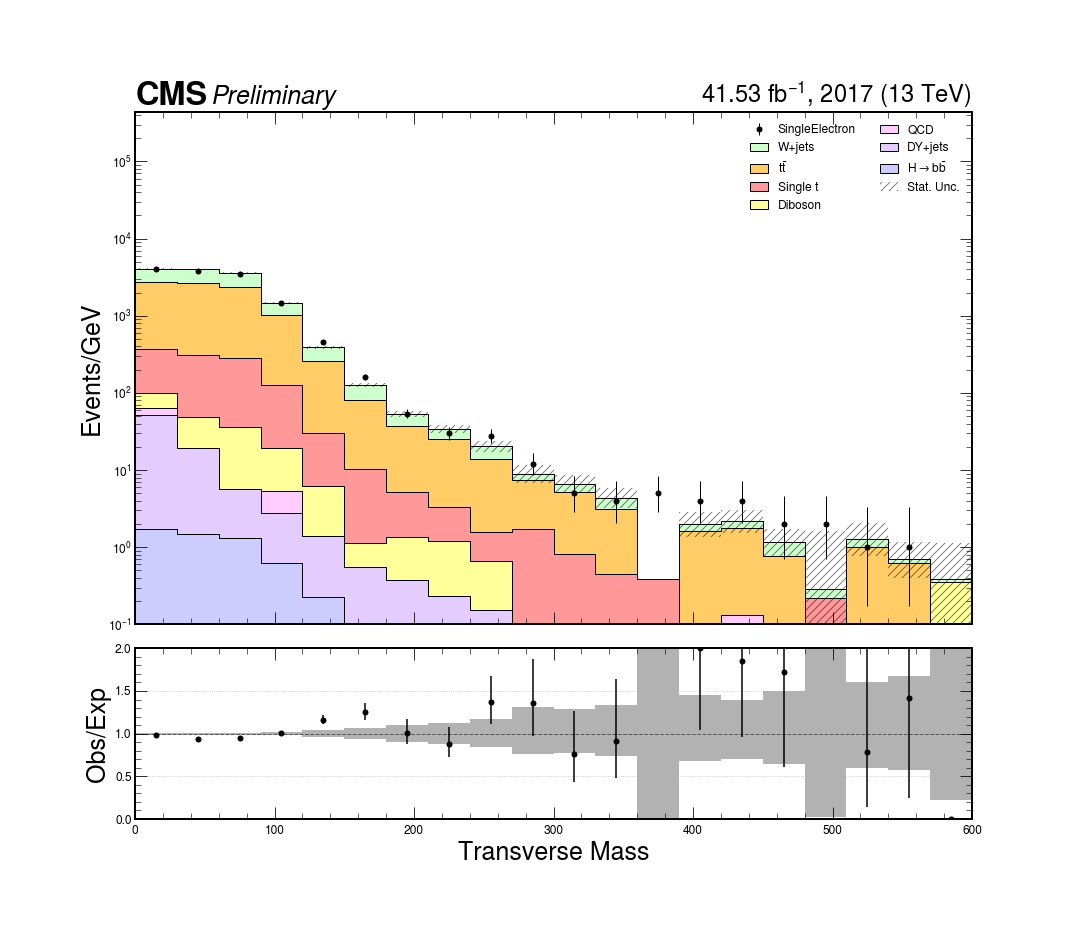 CMS Preliminary
41.53 fb⁻¹, 2017 (13 TeV)
SingleElectron
W+jets
tt̄
Single t
Diboson
QCD
DY+jets
H→bb̄
Stat. Unc.
Events/GeV
10⁵
10⁴
10³
10²
10¹
10⁰
10⁻¹
Obs/Exp
2.0
1.5
1.0
0.5
0.0
0 100 200 300 400 500 600
Transverse Mass